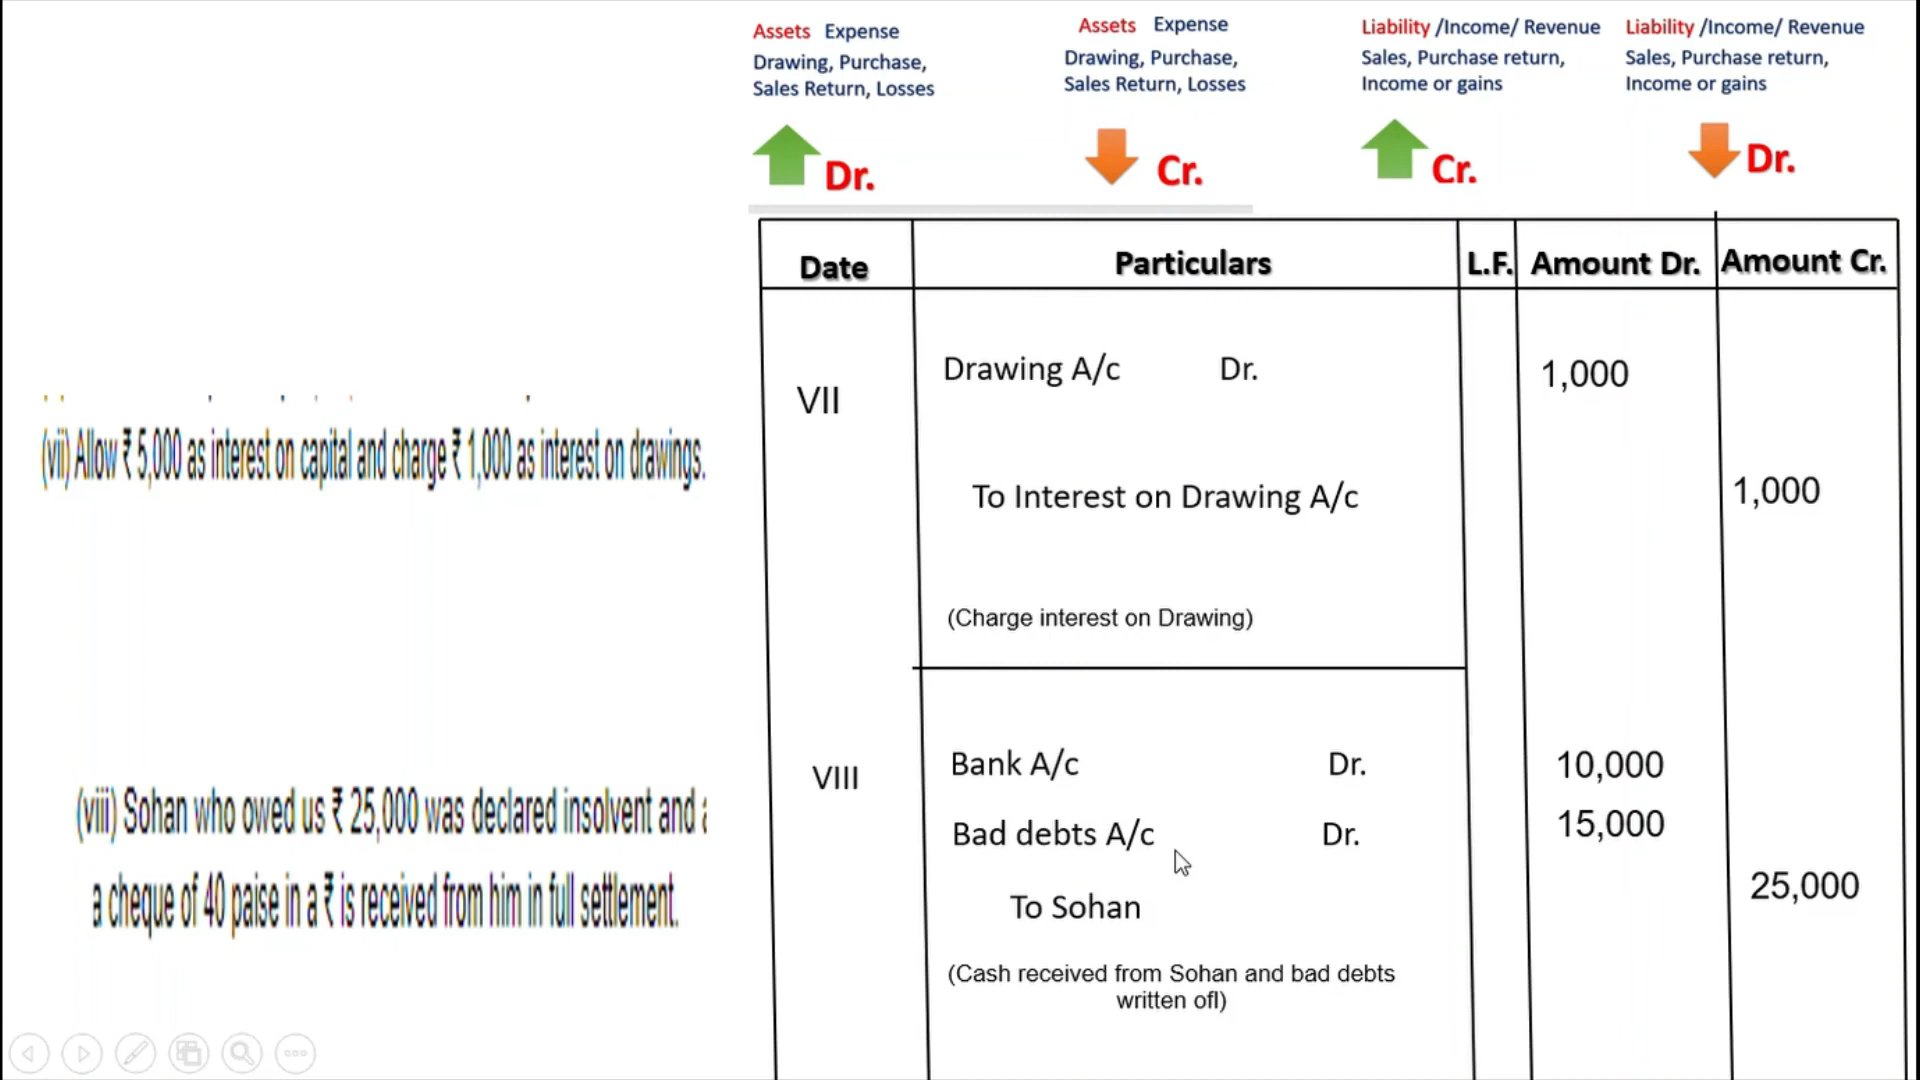 Assets Expense
Drawing, Purchase,
Sales Return, Losses
Dr.
Assets Expense
Drawing, Purchase,
Sales Return, Losses
Cr.
Liability /Income/ Revenue
Sales, Purchase return,
Income or gains
Cr.
Liability /Income/ Revenue
Sales, Purchase return,
Income or gains
Dr.
(vii) Allow ₹ 5,000 as interest on capital and charge ₹ 1,000 as interest on drawings.
(viii) Sohan who owed us ₹ 25,000 was declared insolvent and
a cheque of 40 paise in a ₹ is received from him in full settlement.
Date Particulars L.F. Amount Dr. Amount Cr.
VII Drawing A/c Dr. 1,000
To Interest on Drawing A/c 1,000
(Charge interest on Drawing)
VIII Bank A/c Dr. 10,000
Bad debts A/c Dr. 15,000
To Sohan 25,000
(Cash received from Sohan and bad debts
written ofl)